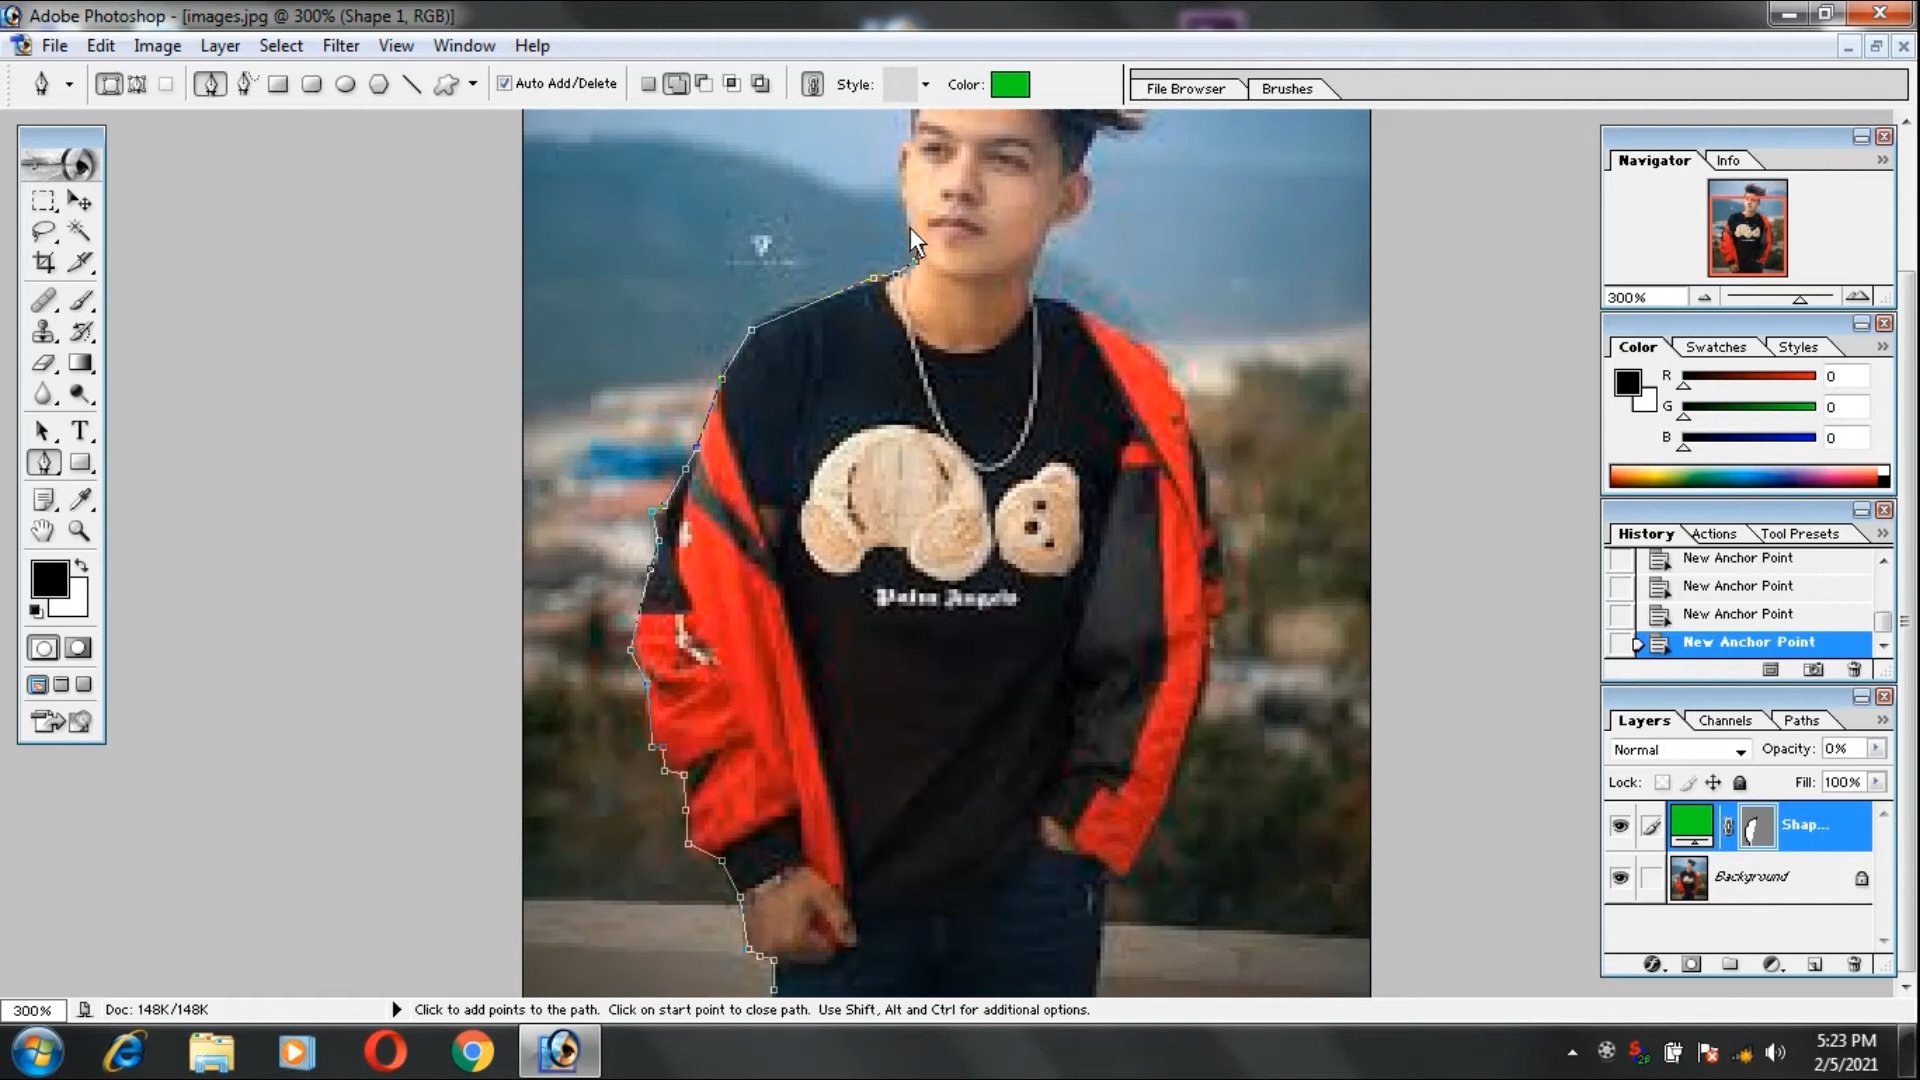 Adobe Photoshop - [images.jpg @ 300% (Shape 1, RGB)]
File Edit Image Layer Select Filter View Window Help
Auto Add/Delete Style: Color: File Browser Brushes
Navigator Info
300%
Color Swatches Styles
R 0
G 0
B 0
Palm Angels
History Actions Tool Presets
New Anchor Point
New Anchor Point
New Anchor Point
New Anchor Point
Layers Channels Paths
Normal Opacity: 0%
Lock: Fill: 100%
Shap...
Background
300% Doc: 148K/148K Click to add points to the path. Click on start point to close path. Use Shift, Alt and Ctrl for additional options.
5:23 PM
2/5/2021